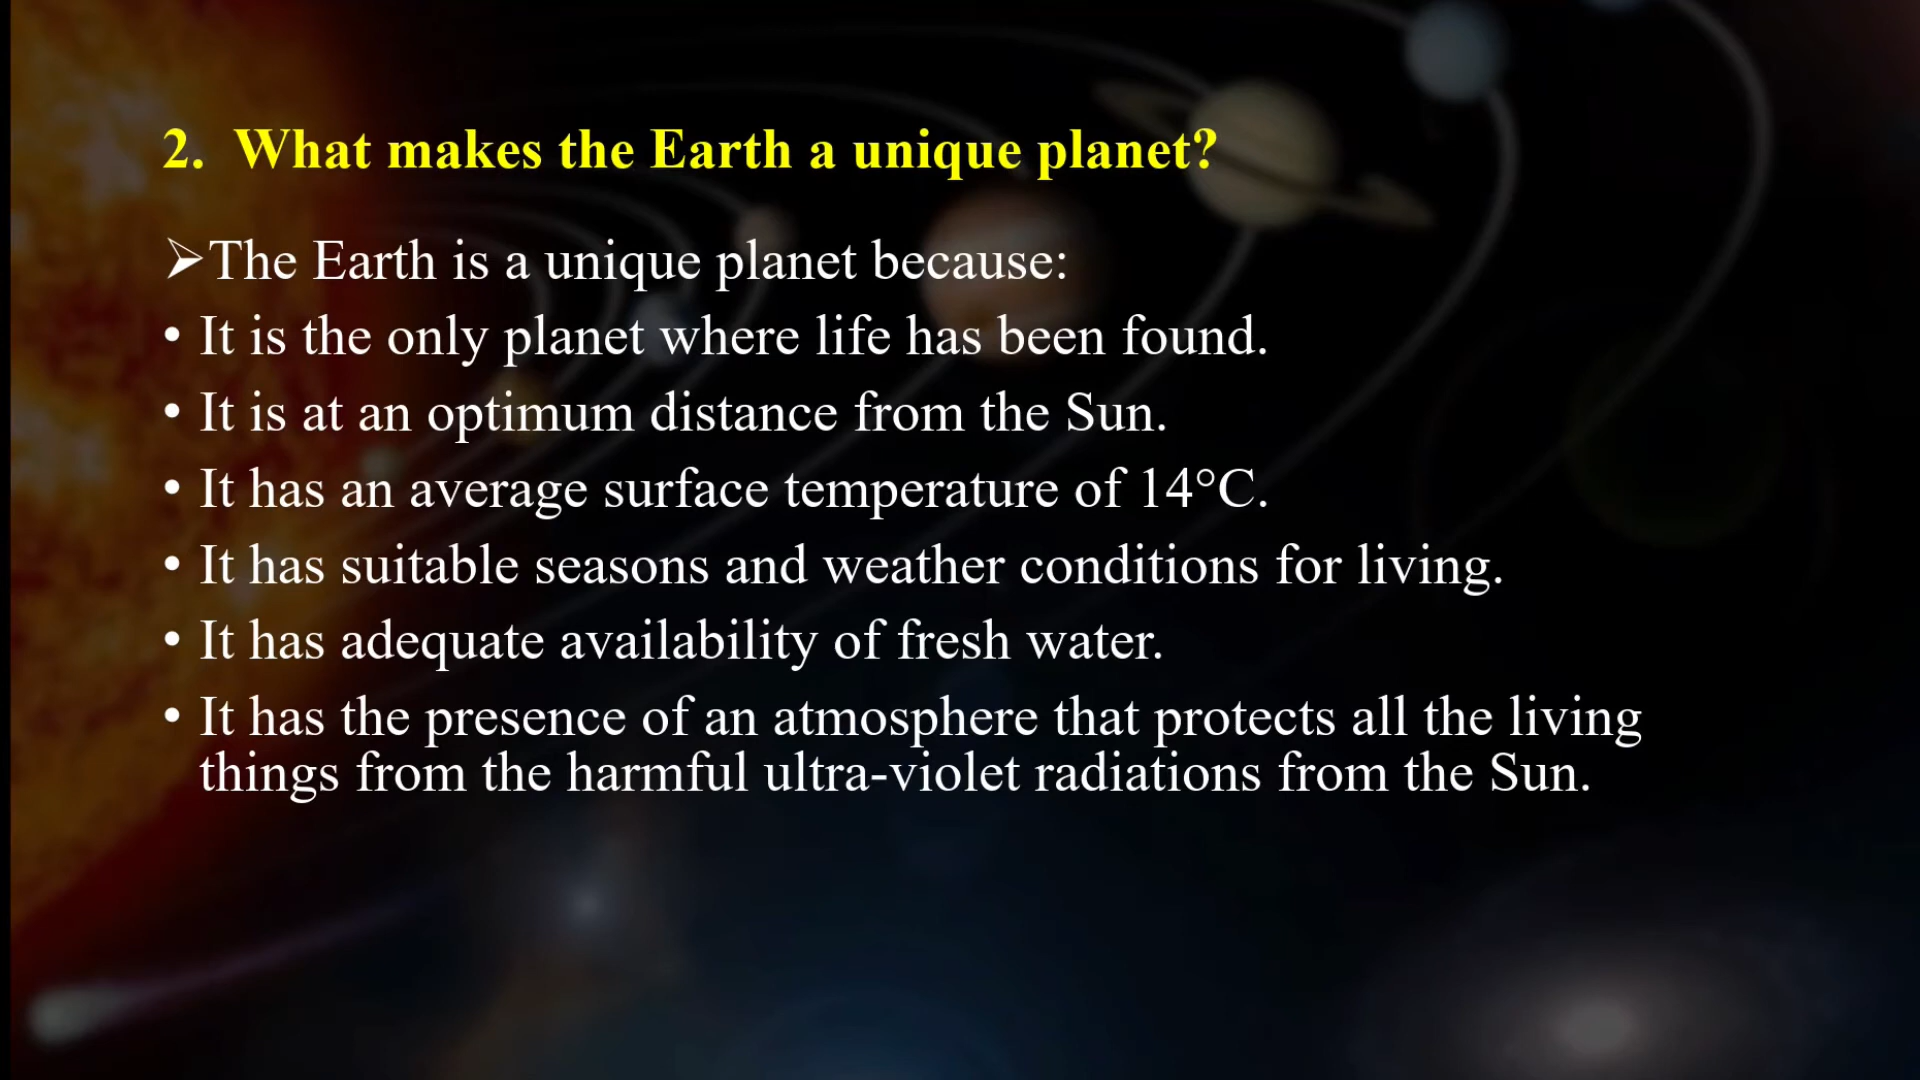 2. What makes the Earth a unique planet?
➢The Earth is a unique planet because:
• It is the only planet where life has been found.
• It is at an optimum distance from the Sun.
• It has an average surface temperature of 14°C.
• It has suitable seasons and weather conditions for living.
• It has adequate availability of fresh water.
• It has the presence of an atmosphere that protects all the living
things from the harmful ultra-violet radiations from the Sun.